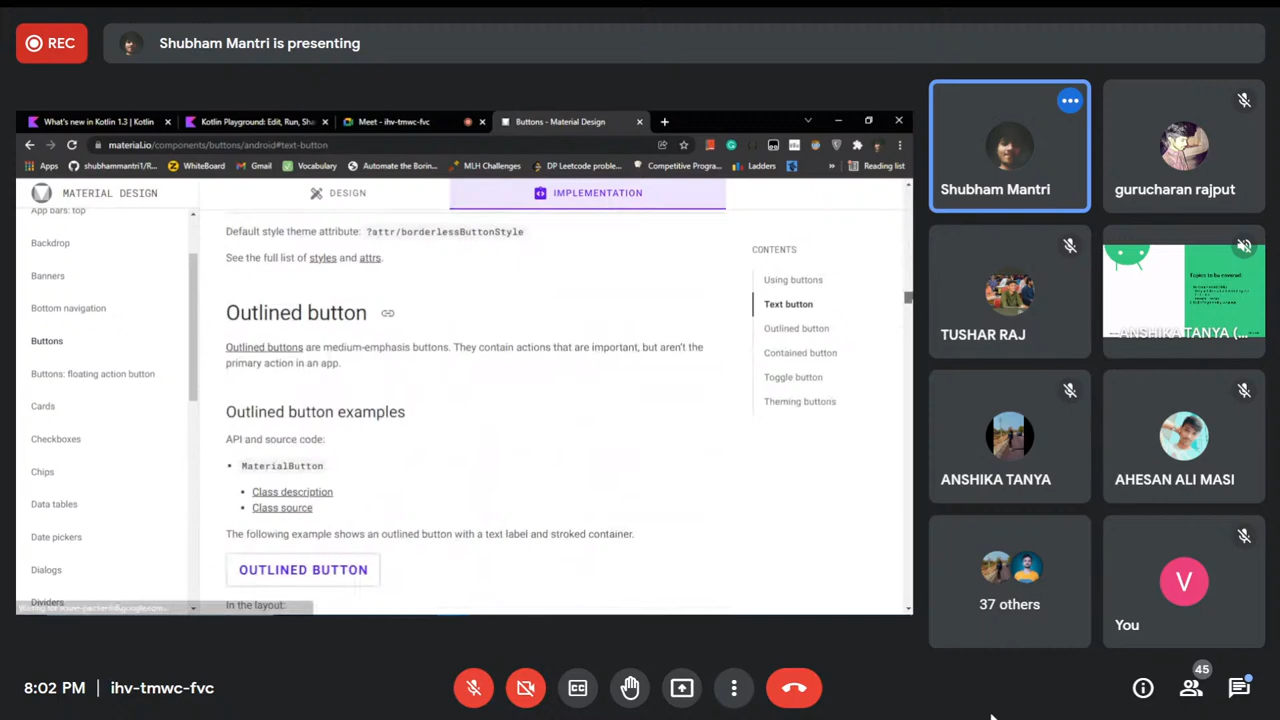 REC
Shubham Mantri is presenting
What's new in Kotlin 1.3 | Kotlin
Kotlin Playground: Edit, Run, Sha
Meet - ihv-tmwc-fvc
Buttons - Material Design
material.io/components/buttons/android#text-button
Apps
shubhammantri1/R...
WhiteBoard
Gmail
Vocabulary
Automate the Borin...
MLH Challenges
DP Leetcode proble...
Competitive Progra...
Ladders
»
Reading list
MATERIAL DESIGN
DESIGN
IMPLEMENTATION
App bars: top
Backdrop
Banners
Bottom navigation
Buttons
Buttons: floating action button
Cards
Checkboxes
Chips
Data tables
Date pickers
Dialogs
Dividers
Default style theme attribute: ?attr/borderlessButtonStyle
See the full list of styles and attrs.
Outlined button
Outlined buttons are medium-emphasis buttons. They contain actions that are important, but aren't the
primary action in an app.
Outlined button examples
API and source code:
• MaterialButton
• Class description
• Class source
The following example shows an outlined button with a text label and stroked container.
OUTLINED BUTTON
In the layout:
CONTENTS
Using buttons
Text button
Outlined button
Contained button
Toggle button
Theming buttons
Shubham Mantri
gurucharan rajput
TUSHAR RAJ
Topics to be covered:
ANSHIKA TANYA (...
ANSHIKA TANYA
AHESAN ALI MASI
37 others
V
You
8:02 PM | ihv-tmwc-fvc
CC
45